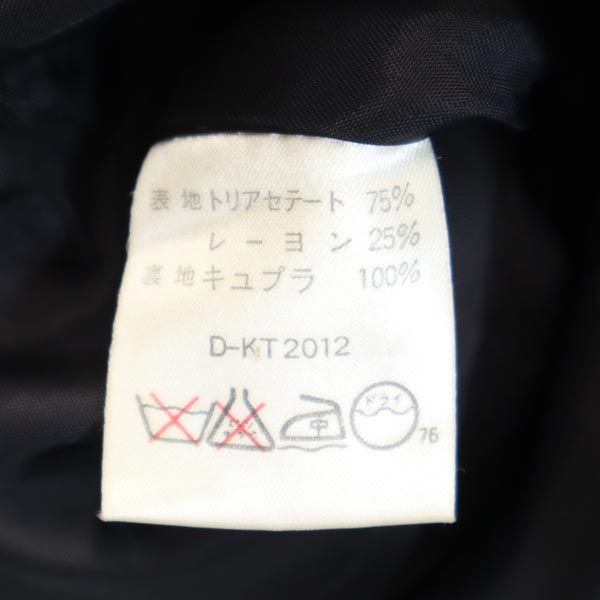 表地トリアセテート 75%
レーヨン 25%
裏地キュプラ 100%
D-KT2012
中 ドライ 76